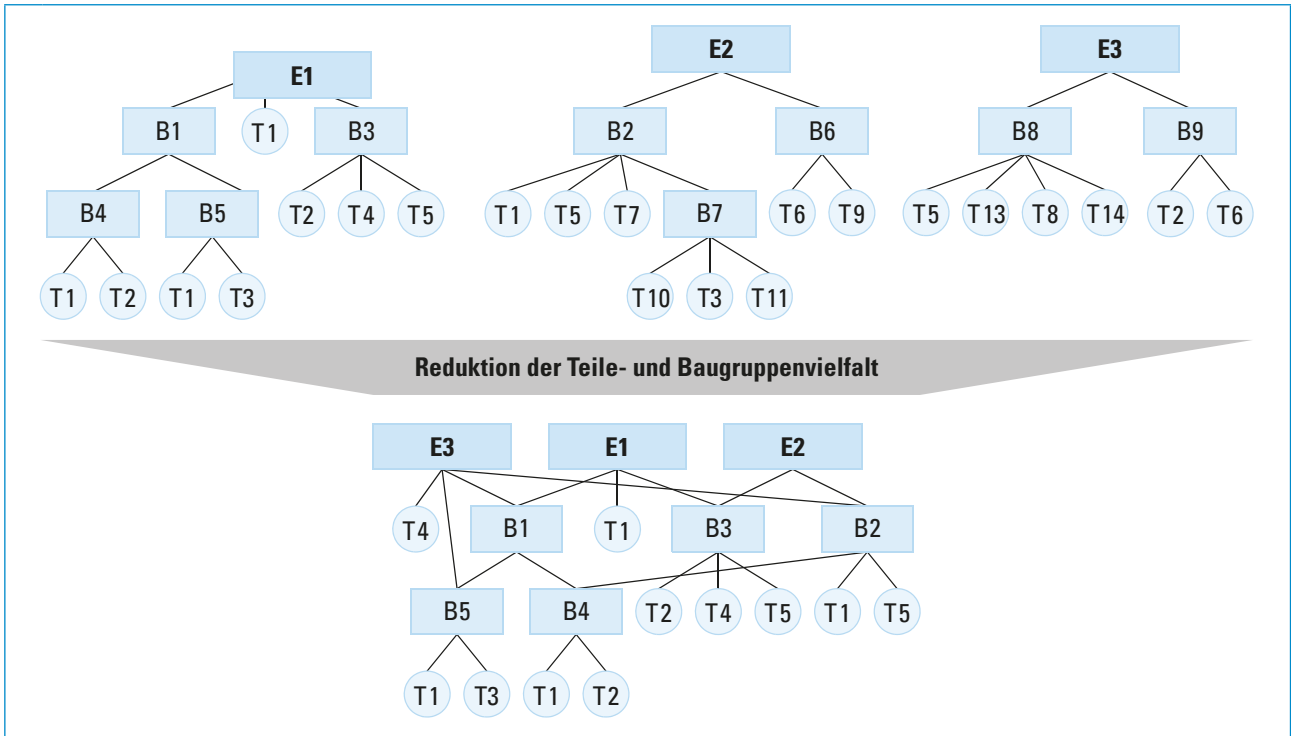 E1 E2 E3
B1 T1 B3 B2 B6 B8 B9
B4 B5 T2 T4 T5 T1 T5 T7 B7 T6 T9 T5 T13 T8 T14 T2 T6
T1 T2 T1 T3 T10 T3 T11
Reduktion der Teile- und Baugruppenvielfalt
E3 E1 E2
T4 B1 T1 B3 B2
B5 B4 T2 T4 T5 T1 T5
T1 T3 T1 T2